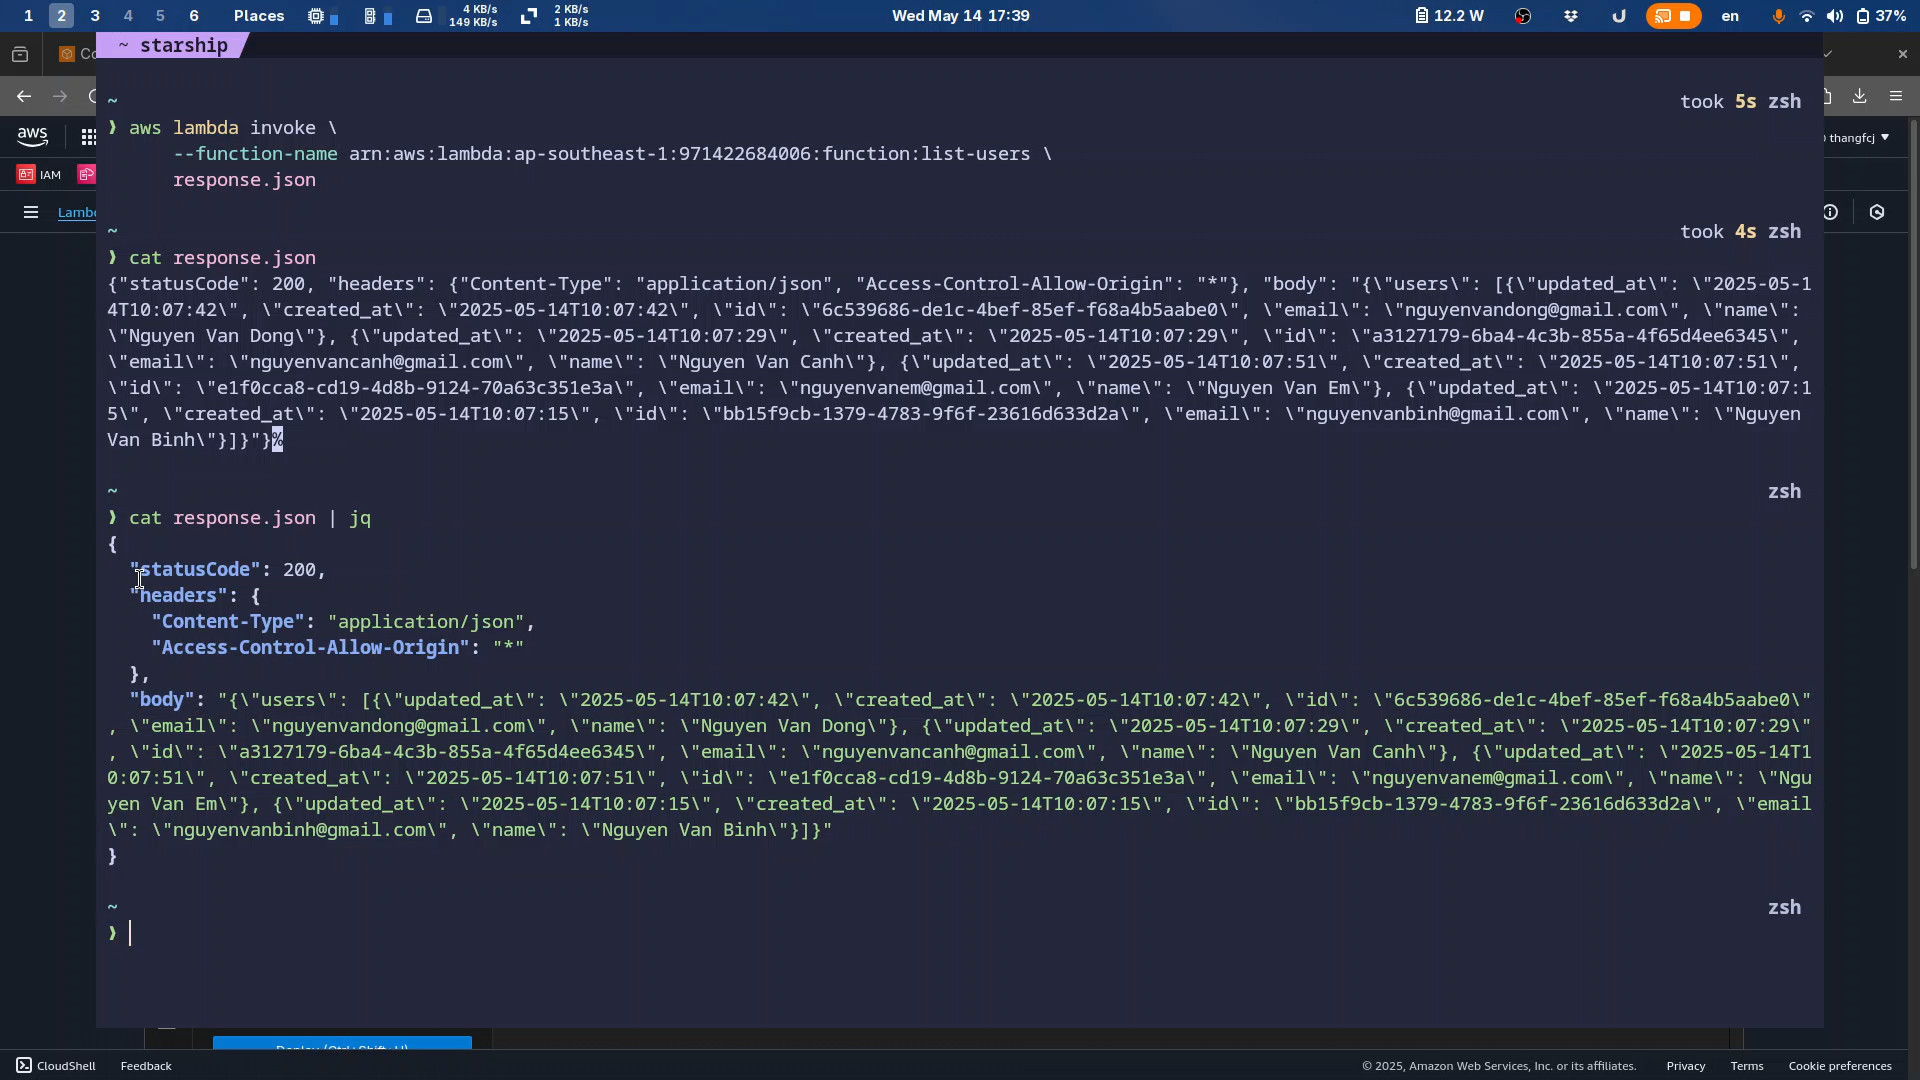 1 2 3 4 5 6 Places 4 KB/s 149 KB/s 2 KB/s 1 KB/s Wed May 14 17:39 12.2 W en 37%
~ starship
Co
aws thangfcj
IAM
Lamb
~ took 5s zsh
❱ aws lambda invoke \
--function-name arn:aws:lambda:ap-southeast-1:971422684006:function:list-users \
response.json
~ took 4s zsh
❱ cat response.json
{"statusCode": 200, "headers": {"Content-Type": "application/json", "Access-Control-Allow-Origin": "*"}, "body": "{\"users\": [{\"updated_at\": \"2025-05-1
4T10:07:42\", \"created_at\": \"2025-05-14T10:07:42\", \"id\": \"6c539686-de1c-4bef-85ef-f68a4b5aabe0\", \"email\": \"nguyenvandong@gmail.com\", \"name\":
\"Nguyen Van Dong\"}, {\"updated_at\": \"2025-05-14T10:07:29\", \"created_at\": \"2025-05-14T10:07:29\", \"id\": \"a3127179-6ba4-4c3b-855a-4f65d4ee6345\",
\"email\": \"nguyenvancanh@gmail.com\", \"name\": \"Nguyen Van Canh\"}, {\"updated_at\": \"2025-05-14T10:07:51\", \"created_at\": \"2025-05-14T10:07:51\",
\"id\": \"e1f0cca8-cd19-4d8b-9124-70a63c351e3a\", \"email\": \"nguyenvanem@gmail.com\", \"name\": \"Nguyen Van Em\"}, {\"updated_at\": \"2025-05-14T10:07:1
5\", \"created_at\": \"2025-05-14T10:07:15\", \"id\": \"bb15f9cb-1379-4783-9f6f-23616d633d2a\", \"email\": \"nguyenvanbinh@gmail.com\", \"name\": \"Nguyen
Van Binh\"}]}"}%
~ zsh
❱ cat response.json | jq
{
"statusCode": 200,
"headers": {
"Content-Type": "application/json",
"Access-Control-Allow-Origin": "*"
},
"body": "{\"users\": [{\"updated_at\": \"2025-05-14T10:07:42\", \"created_at\": \"2025-05-14T10:07:42\", \"id\": \"6c539686-de1c-4bef-85ef-f68a4b5aabe0\"
, \"email\": \"nguyenvandong@gmail.com\", \"name\": \"Nguyen Van Dong\"}, {\"updated_at\": \"2025-05-14T10:07:29\", \"created_at\": \"2025-05-14T10:07:29\"
, \"id\": \"a3127179-6ba4-4c3b-855a-4f65d4ee6345\", \"email\": \"nguyenvancanh@gmail.com\", \"name\": \"Nguyen Van Canh\"}, {\"updated_at\": \"2025-05-14T1
0:07:51\", \"created_at\": \"2025-05-14T10:07:51\", \"id\": \"e1f0cca8-cd19-4d8b-9124-70a63c351e3a\", \"email\": \"nguyenvanem@gmail.com\", \"name\": \"Ngu
yen Van Em\"}, {\"updated_at\": \"2025-05-14T10:07:15\", \"created_at\": \"2025-05-14T10:07:15\", \"id\": \"bb15f9cb-1379-4783-9f6f-23616d633d2a\", \"email
\": \"nguyenvanbinh@gmail.com\", \"name\": \"Nguyen Van Binh\"}]}"
}
~ zsh
❱
CloudShell Feedback © 2025, Amazon Web Services, Inc. or its affiliates. Privacy Terms Cookie preferences